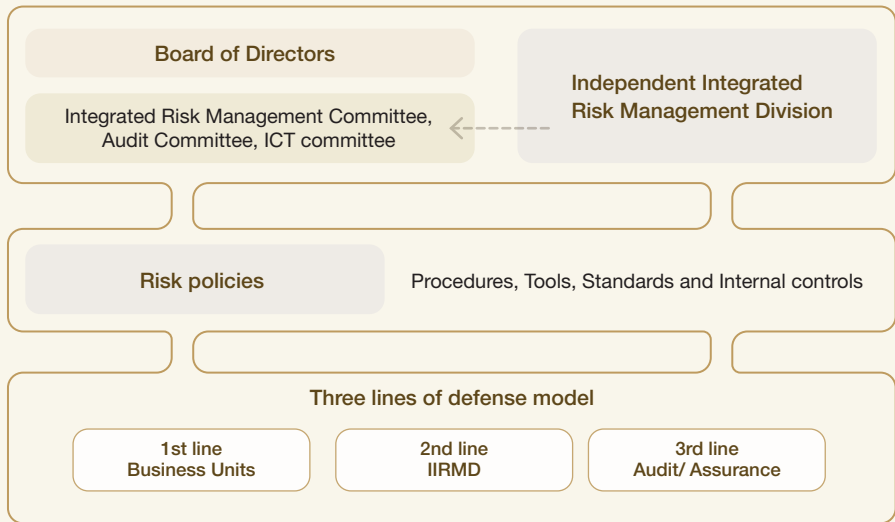 Board of Directors
Integrated Risk Management Committee,
Audit Committee, ICT committee
Independent Integrated
Risk Management Division
Risk policies
Procedures, Tools, Standards and Internal controls
Three lines of defense model
1st line
Business Units
2nd line
IIRMD
3rd line
Audit/ Assurance